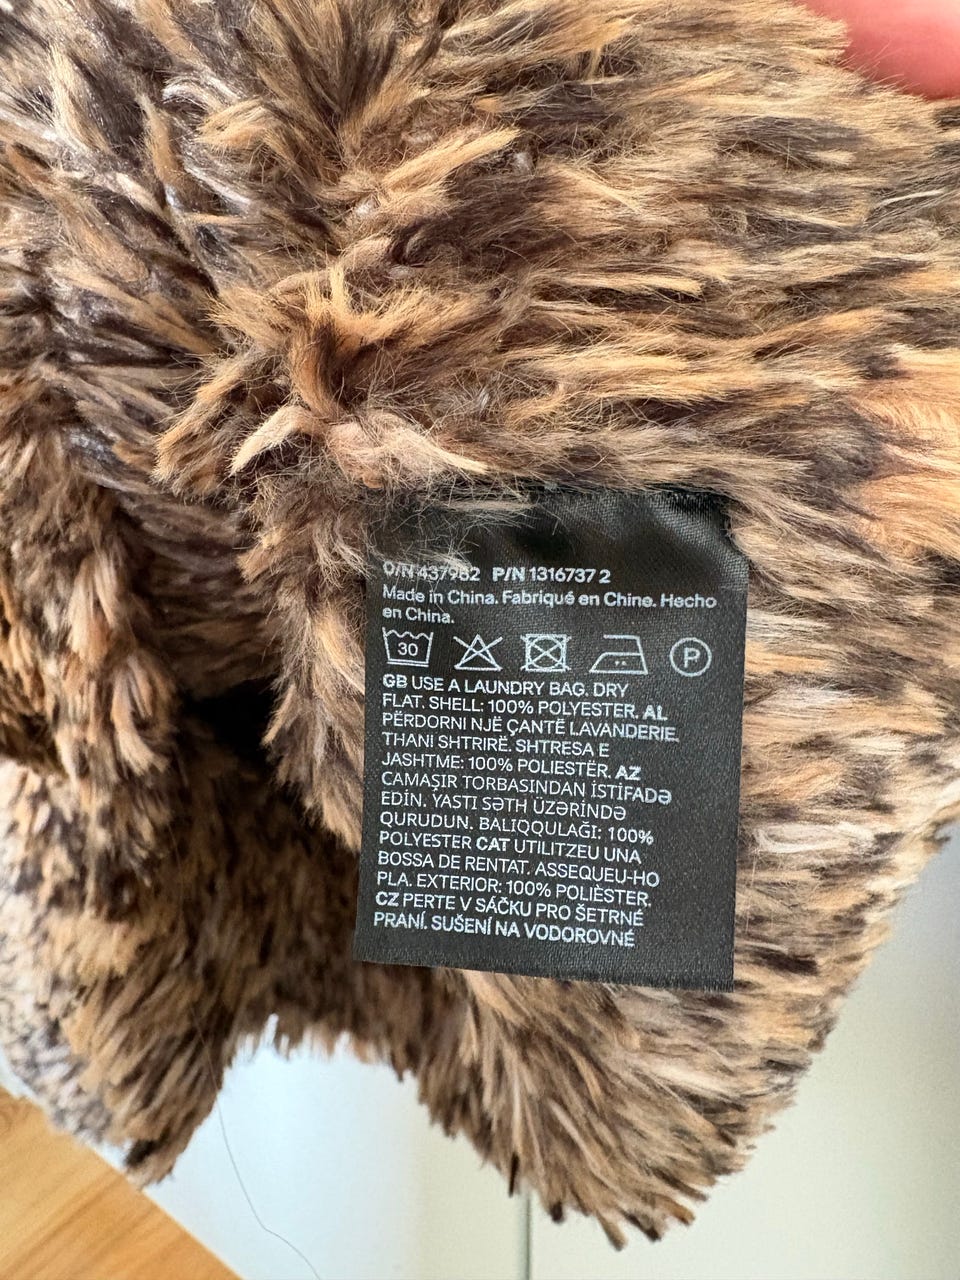 O/N 437962 P/N 1316737 2
Made in China. Fabriqué en Chine. Hecho
en China.
30 P
GB USE A LAUNDRY BAG. DRY
FLAT. SHELL: 100% POLYESTER. AL
PËRDORNI NJË ÇANTË LAVANDERIE.
THANI SHTRIRË. SHTRESA E
JASHTME: 100% POLIESTËR. AZ
CAMAŞIR TORBASINDAN İSTİFADƏ
EDİN. YASTI SƏTH ÜZƏRİNDƏ
QURUDUN. BALIQQULAĞI: 100%
POLYESTER CAT UTILITZEU UNA
BOSSA DE RENTAT. ASSEQUEU-HO
PLA. EXTERIOR: 100% POLIÈSTER.
CZ PERTE V SÁČKU PRO ŠETRNÉ
PRANÍ. SUŠENÍ NA VODOROVNÉ